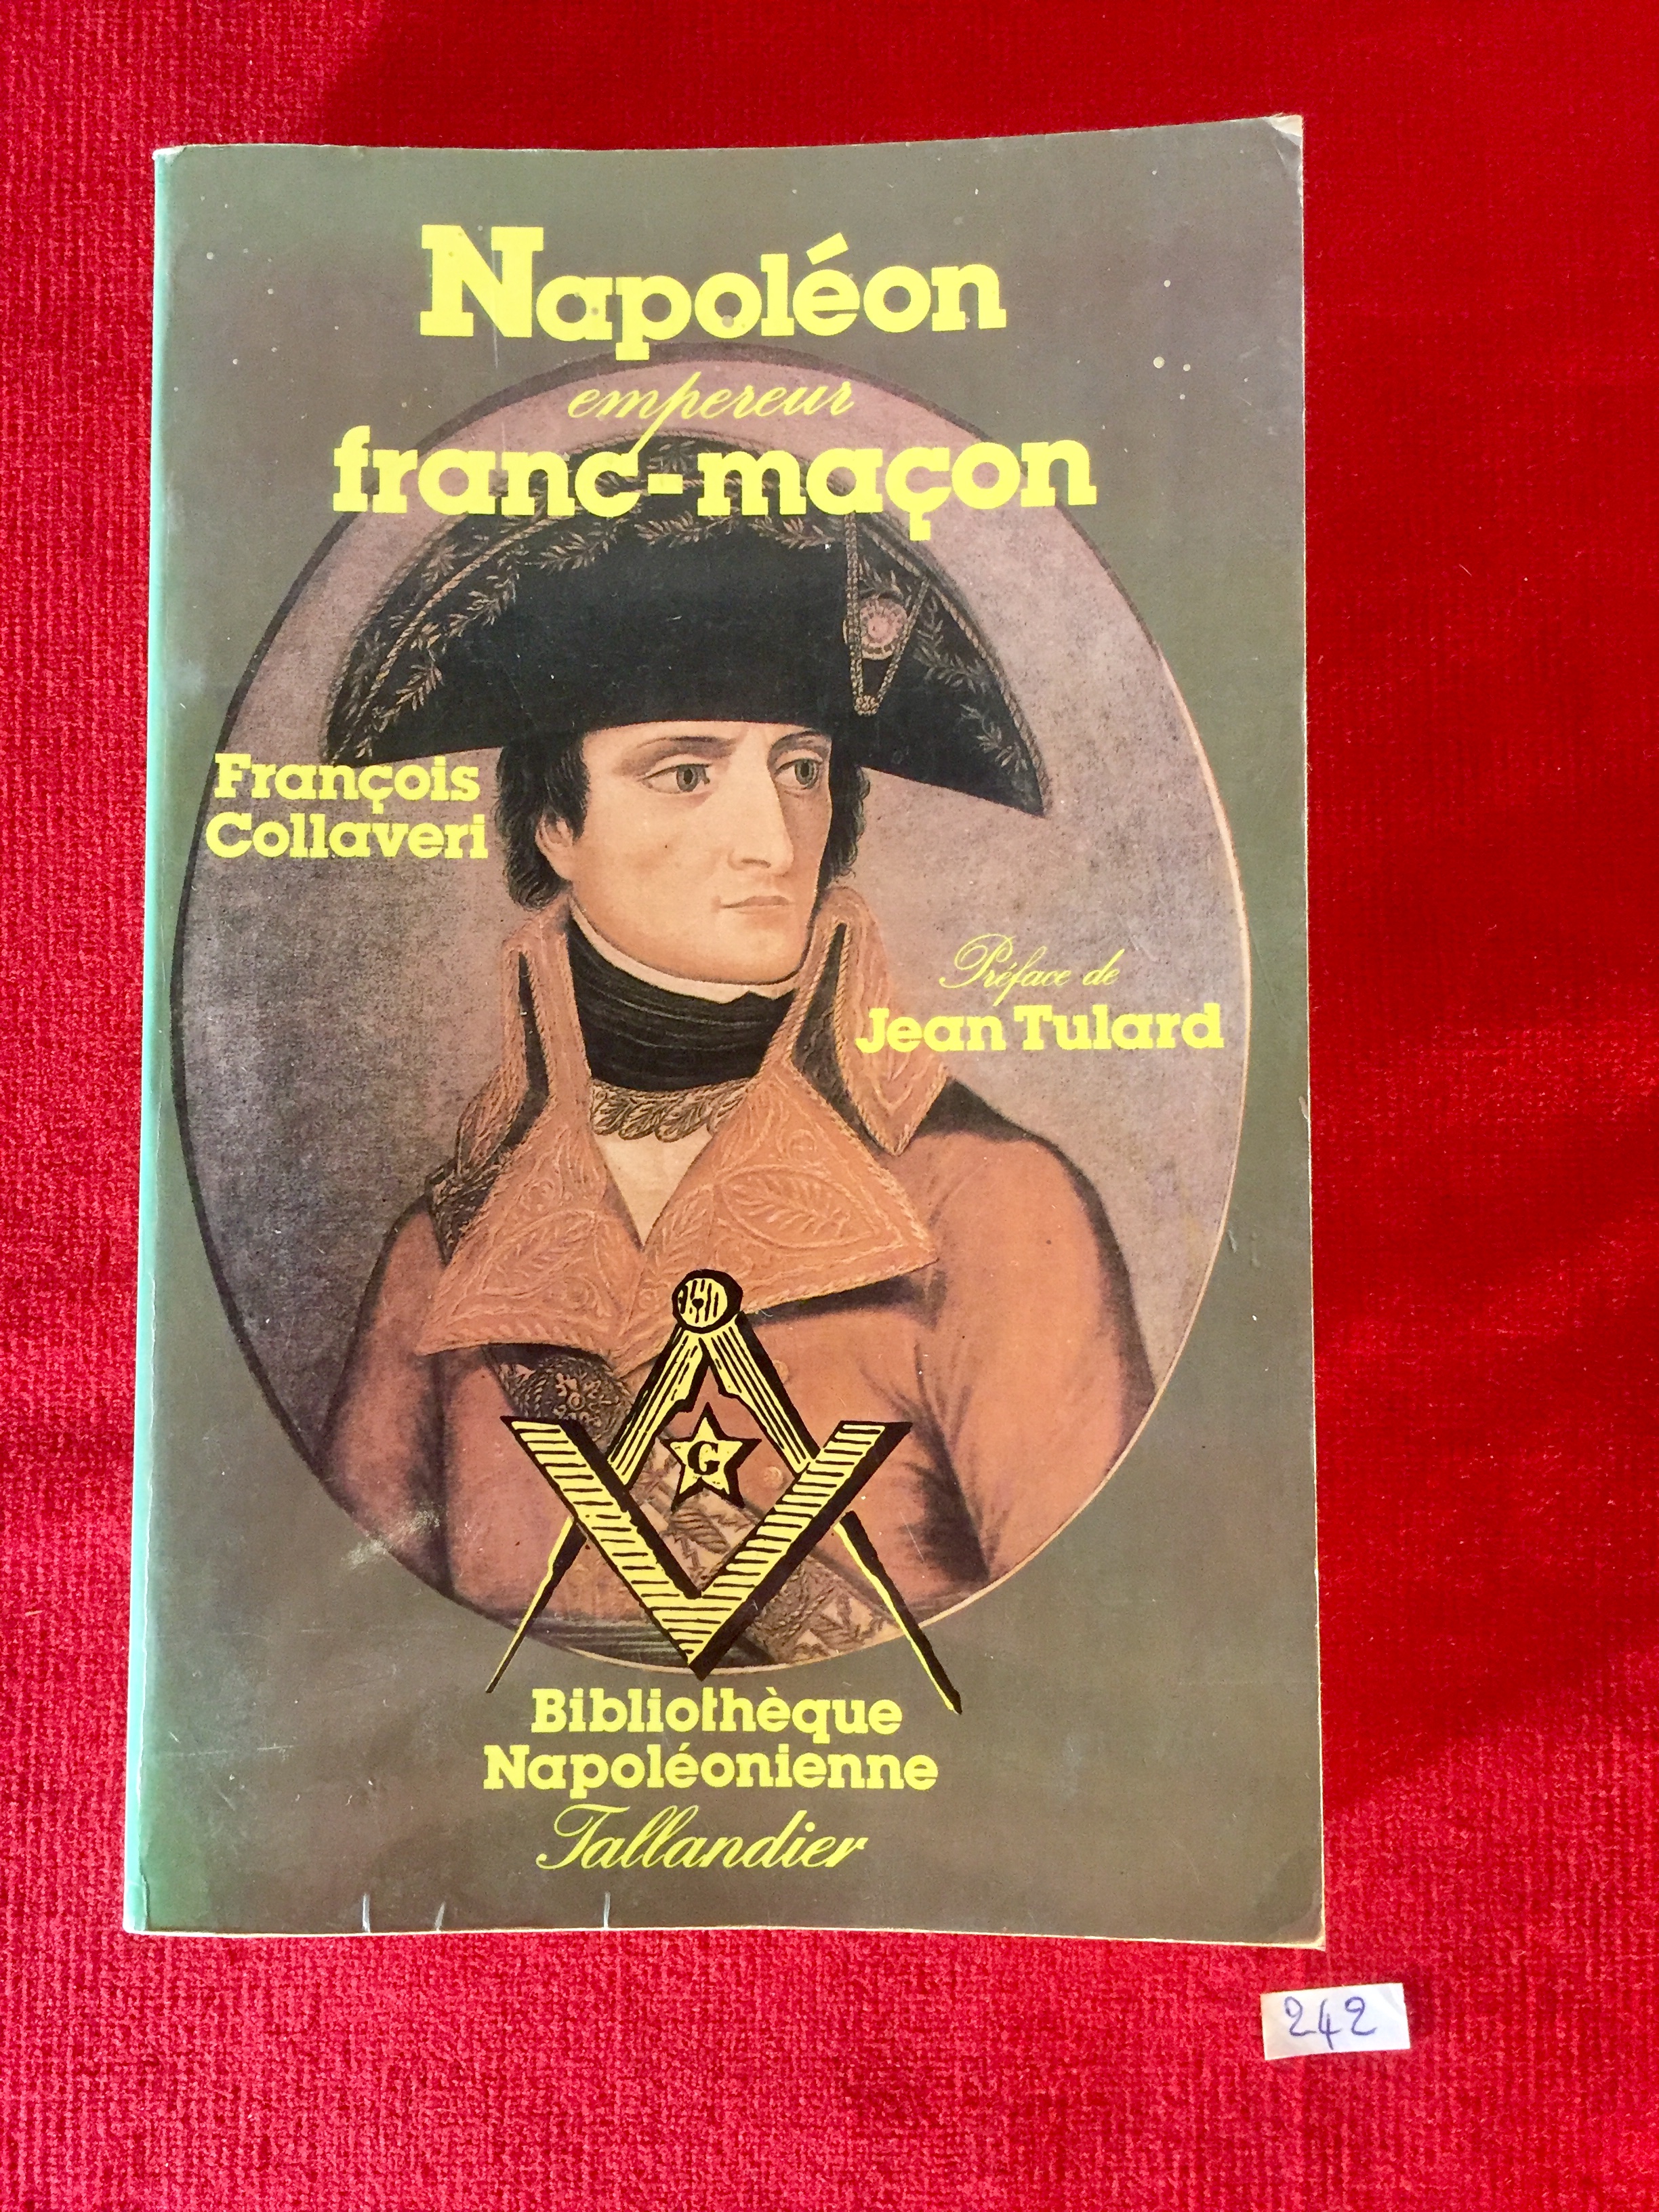 Napoléon
empereur
franc-maçon
François
Collaveri
Préface de
Jean Tulard
G
Bibliothèque
Napoléonienne
Tallandier
242